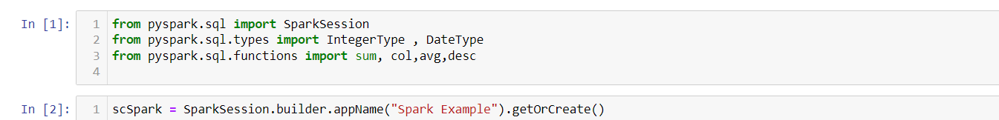 In [1]:
1 from pyspark.sql import SparkSession
2 from pyspark.sql.types import IntegerType , DateType
3 from pyspark.sql.functions import sum, col,avg,desc
4
In [2]:
1 scSpark = SparkSession.builder.appName("Spark Example").getOrCreate()